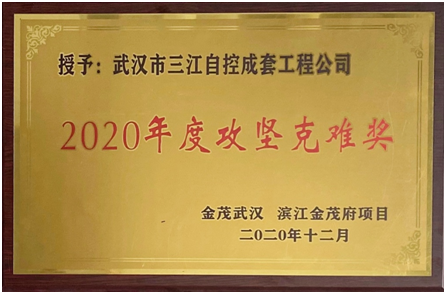 授予：武汉市三江自控成套工程公司
2020年度攻坚克难奖
金茂武汉 滨江金茂府项目
二〇二〇年十二月